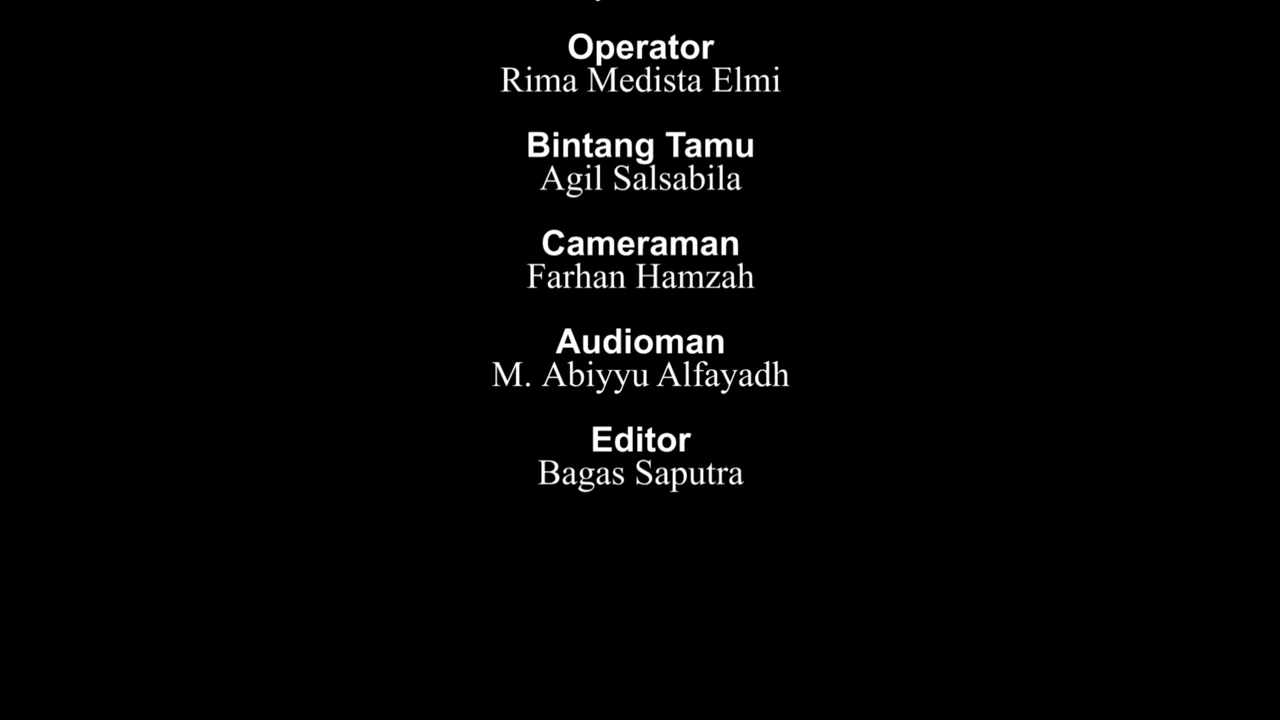 Operator
Rima Medista Elmi
Bintang Tamu
Agil Salsabila
Cameraman
Farhan Hamzah
Audioman
M. Abiyyu Alfayadh
Editor
Bagas Saputra